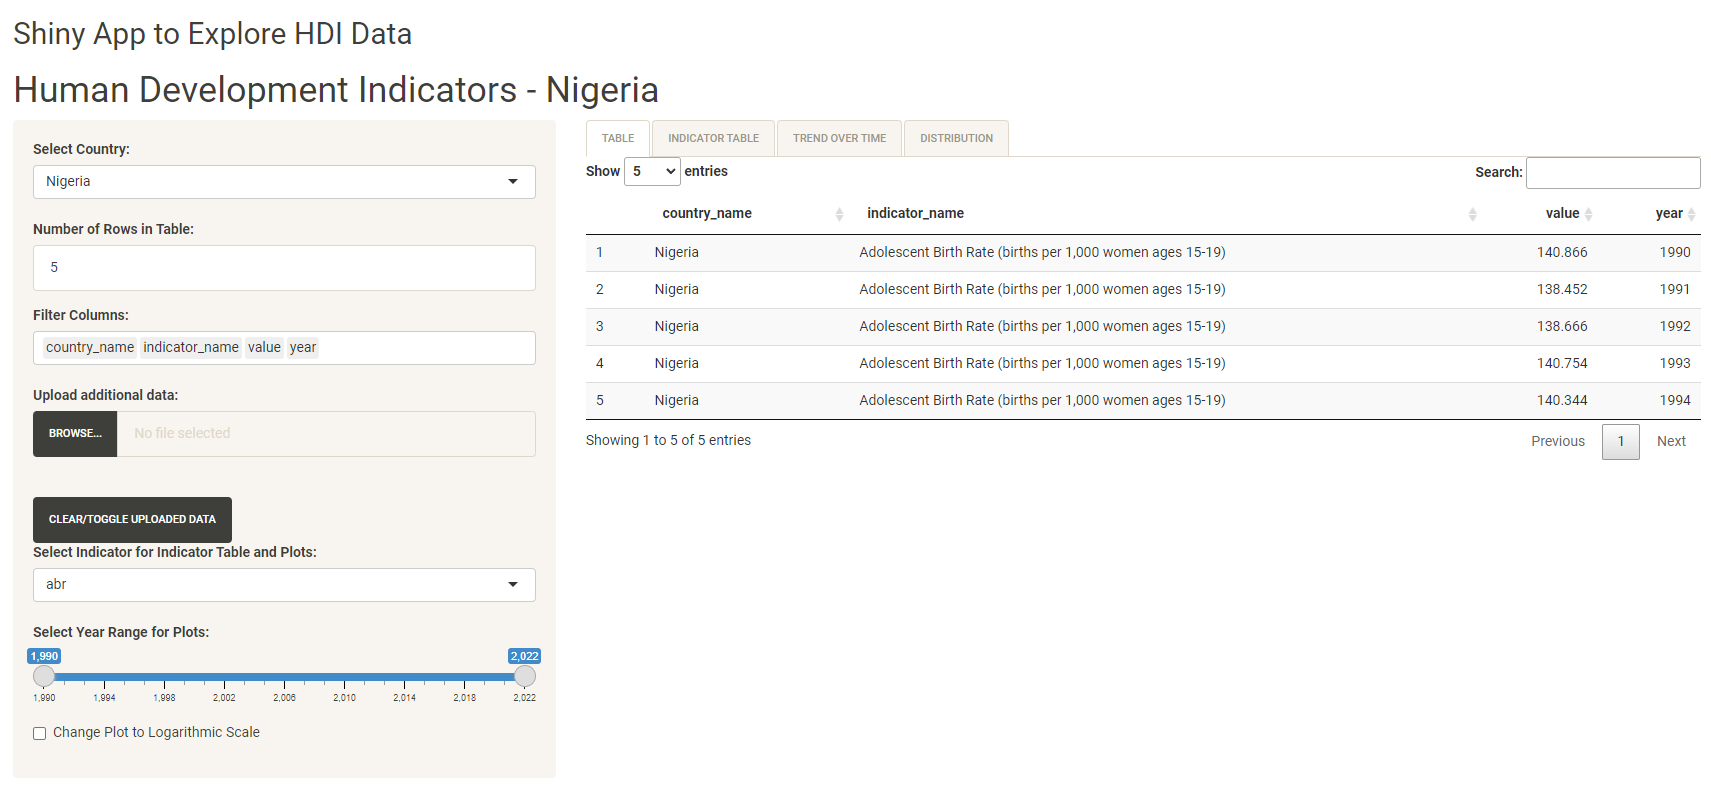 Shiny App to Explore HDI Data
Human Development Indicators - Nigeria
Select Country:
Nigeria
Number of Rows in Table:
5
Filter Columns:
country_name indicator_name value year
Upload additional data:
BROWSE... No file selected
CLEAR/TOGGLE UPLOADED DATA
Select Indicator for Indicator Table and Plots:
abr
Select Year Range for Plots:
1,990 2,022
1,990 1,994 1,998 2,002 2,006 2,010 2,014 2,018 2,022
Change Plot to Logarithmic Scale
TABLE INDICATOR TABLE TREND OVER TIME DISTRIBUTION
Show 5 entries Search:
country_name indicator_name value year
1 Nigeria Adolescent Birth Rate (births per 1,000 women ages 15-19) 140.866 1990
2 Nigeria Adolescent Birth Rate (births per 1,000 women ages 15-19) 138.452 1991
3 Nigeria Adolescent Birth Rate (births per 1,000 women ages 15-19) 138.666 1992
4 Nigeria Adolescent Birth Rate (births per 1,000 women ages 15-19) 140.754 1993
5 Nigeria Adolescent Birth Rate (births per 1,000 women ages 15-19) 140.344 1994
Showing 1 to 5 of 5 entries Previous 1 Next